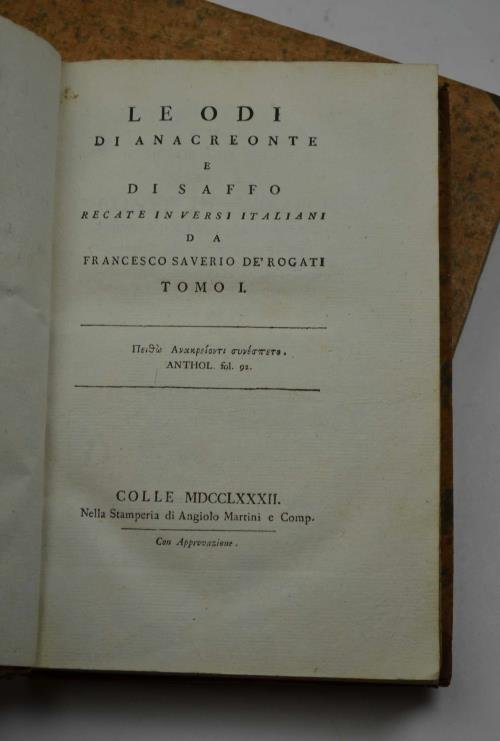 LE ODI
DI ANACREONTE
E
DI SAFFO
RECATE IN VERSI ITALIANI
DA
FRANCESCO SAVERIO DE' ROGATI
TOMO I.
Πειθὼ Ανακρείοντι συνέσπετο.
ANTHOL. fol. 92.
COLLE MDCCLXXXII.
Nella Stamperia di Angiolo Martini e Comp.
Con Approvazione.